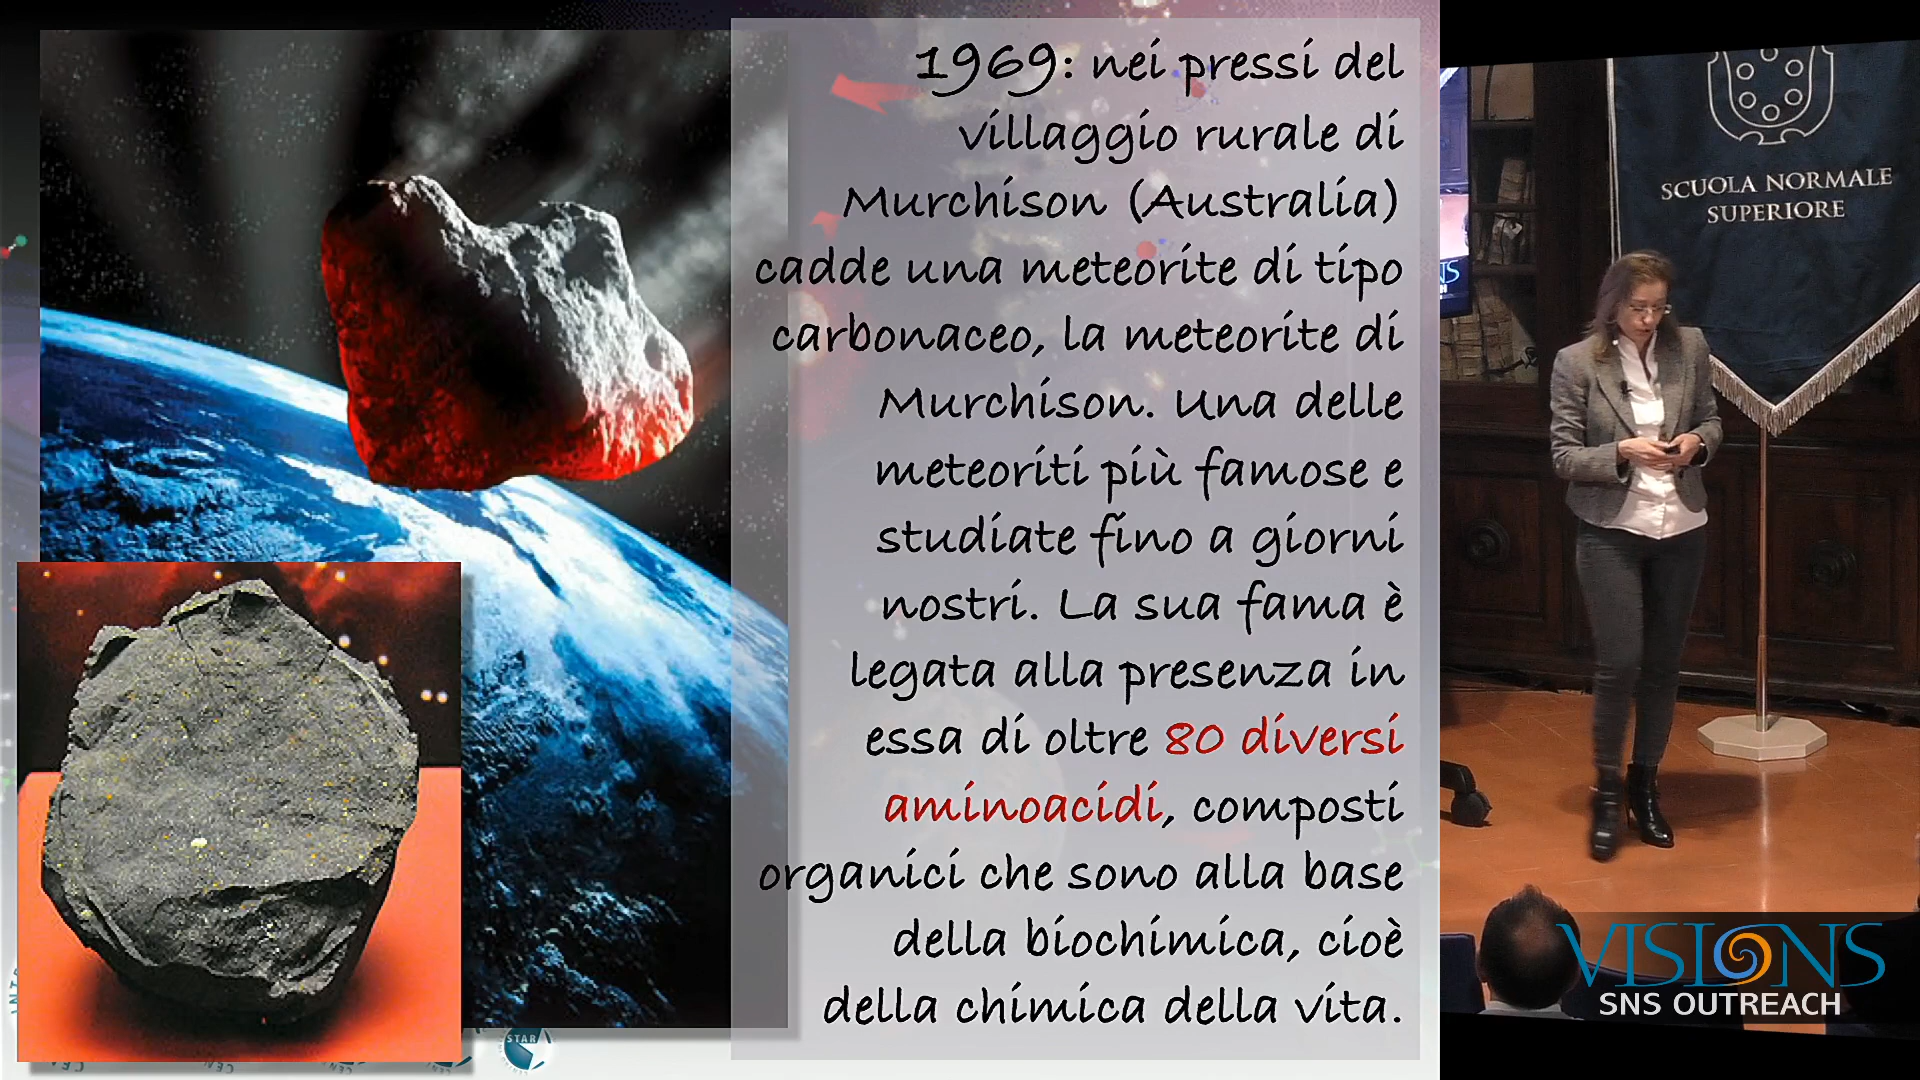 1969: nei pressi del
villaggio rurale di
Murchison (Australia)
cadde una meteorite di tipo
carbonaceo, la meteorite di
Murchison. Una delle
meteoriti più famose e
studiate fino a giorni
nostri. La sua fama è
legata alla presenza in
essa di oltre 80 diversi
aminoacidi, composti
organici che sono alla base
della biochimica, cioè
della chimica della vita.
STAR
SCUOLA NORMALE
SUPERIORE
VISIONS
SNS OUTREACH